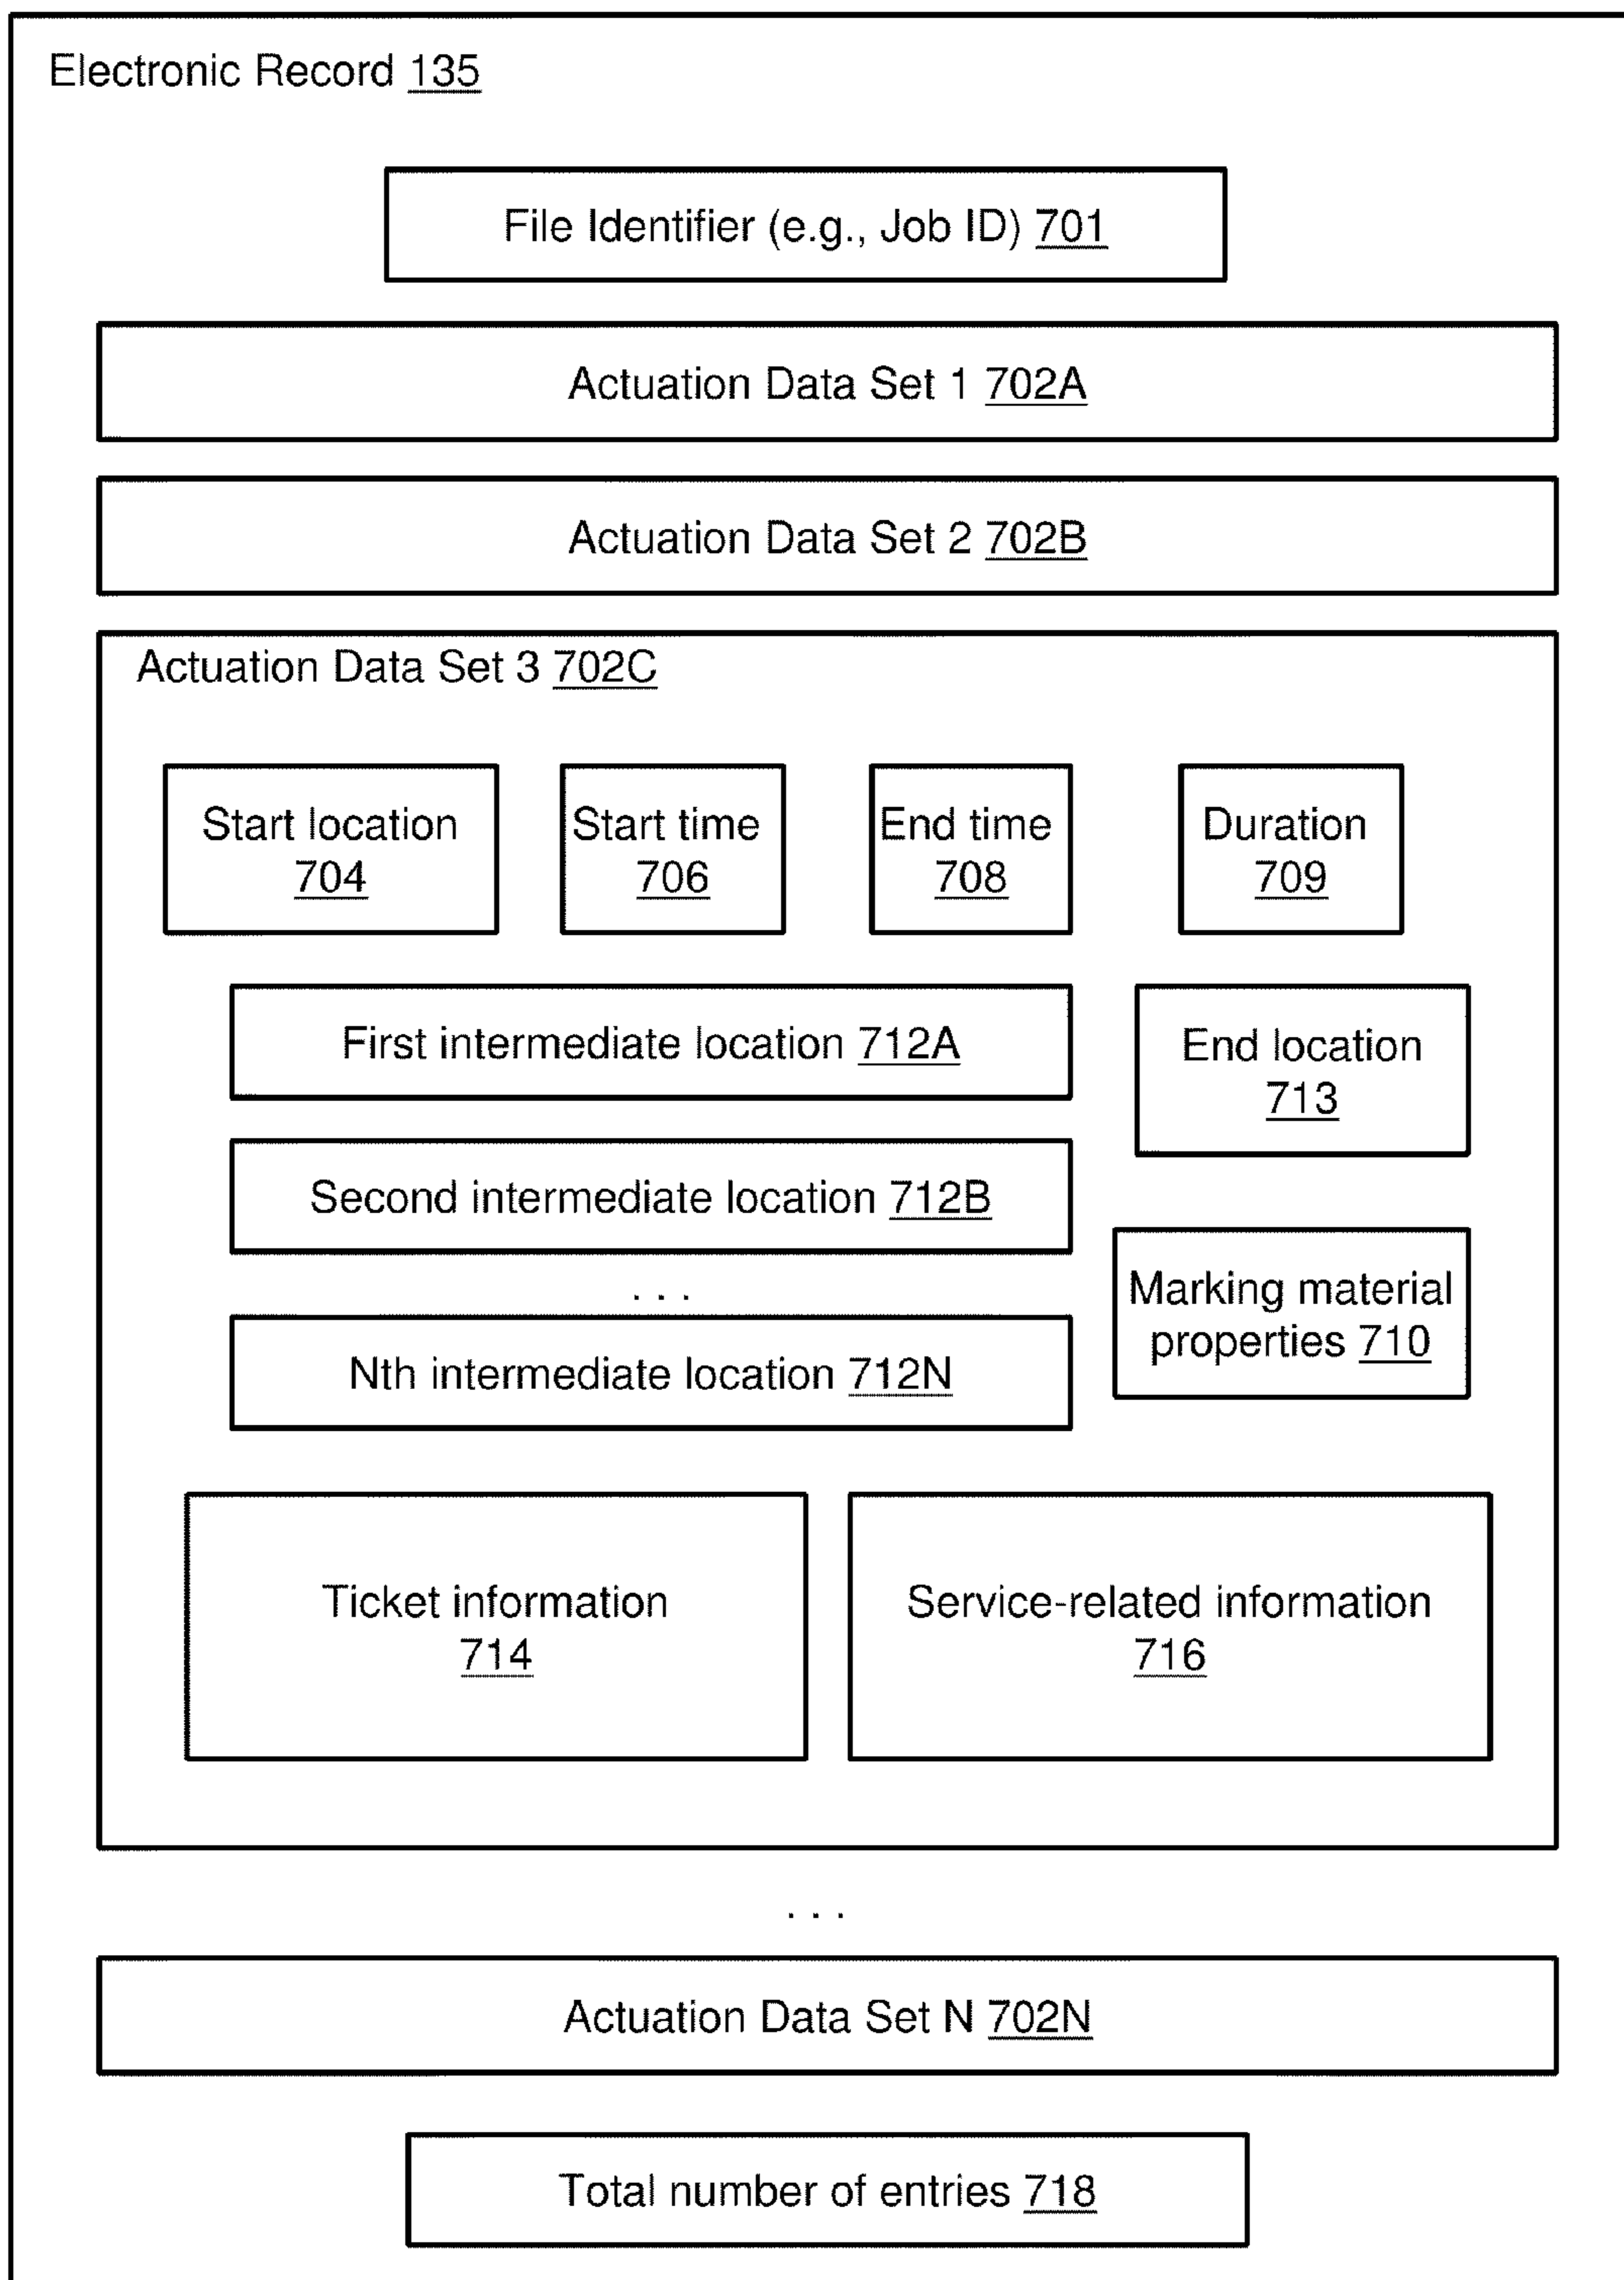 Electronic Record 135
File Identifier (e.g., Job ID) 701
Actuation Data Set 1 702A
Actuation Data Set 2 702B
Actuation Data Set 3 702C
Start location
704
Start time
706
End time
708
Duration
709
First intermediate location 712A
End location
713
Second intermediate location 712B
Marking material
properties 710
. . .
Nth intermediate location 712N
Ticket information
714
Service-related information
716
. . .
Actuation Data Set N 702N
Total number of entries 718